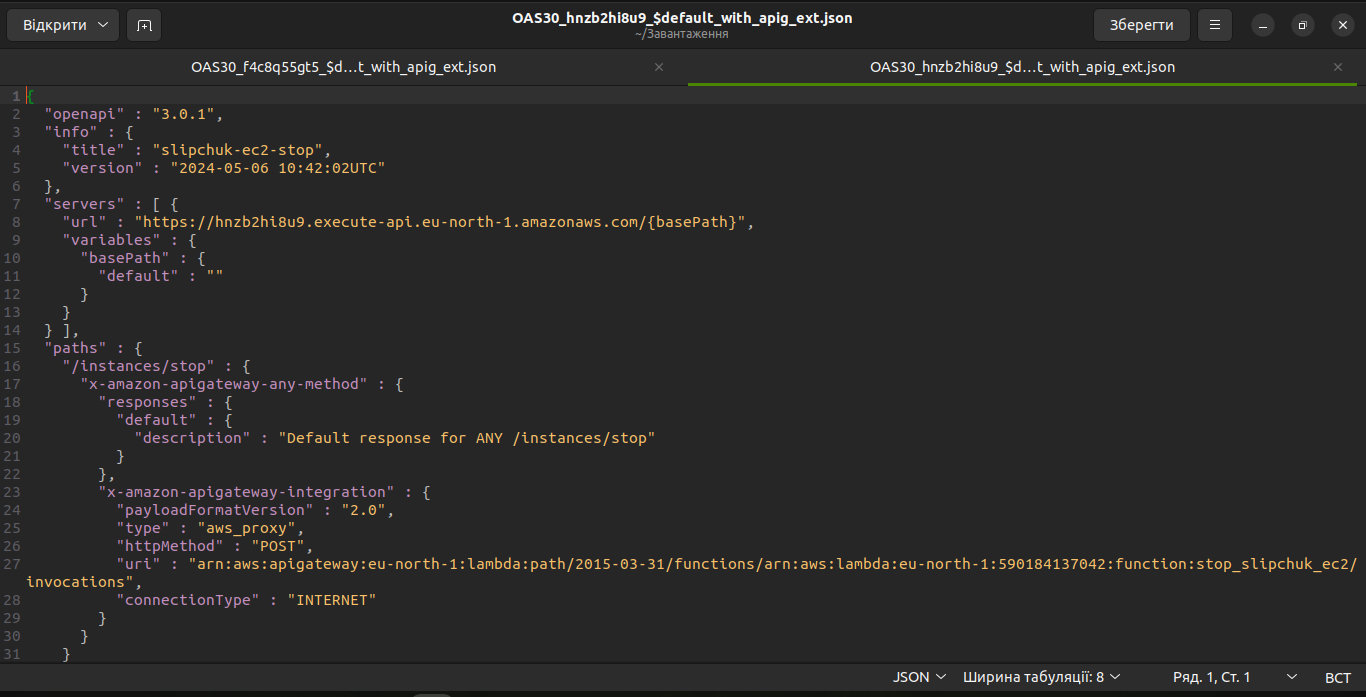 Відкрити
OAS30_hnzb2hi8u9_$default_with_apig_ext.json
~/Завантаження
Зберегти
OAS30_f4c8q55gt5_$d…t_with_apig_ext.json
OAS30_hnzb2hi8u9_$d…t_with_apig_ext.json
1 {
2 "openapi" : "3.0.1",
3 "info" : {
4 "title" : "slipchuk-ec2-stop",
5 "version" : "2024-05-06 10:42:02UTC"
6 },
7 "servers" : [ {
8 "url" : "https://hnzb2hi8u9.execute-api.eu-north-1.amazonaws.com/{basePath}",
9 "variables" : {
10 "basePath" : {
11 "default" : ""
12 }
13 }
14 } ],
15 "paths" : {
16 "/instances/stop" : {
17 "x-amazon-apigateway-any-method" : {
18 "responses" : {
19 "default" : {
20 "description" : "Default response for ANY /instances/stop"
21 }
22 },
23 "x-amazon-apigateway-integration" : {
24 "payloadFormatVersion" : "2.0",
25 "type" : "aws_proxy",
26 "httpMethod" : "POST",
27 "uri" : "arn:aws:apigateway:eu-north-1:lambda:path/2015-03-31/functions/arn:aws:lambda:eu-north-1:590184137042:function:stop_slipchuk_ec2/
invocations",
28 "connectionType" : "INTERNET"
29 }
30 }
31 }
JSON
Ширина табуляції: 8
Ряд. 1, Ст. 1
ВСТ